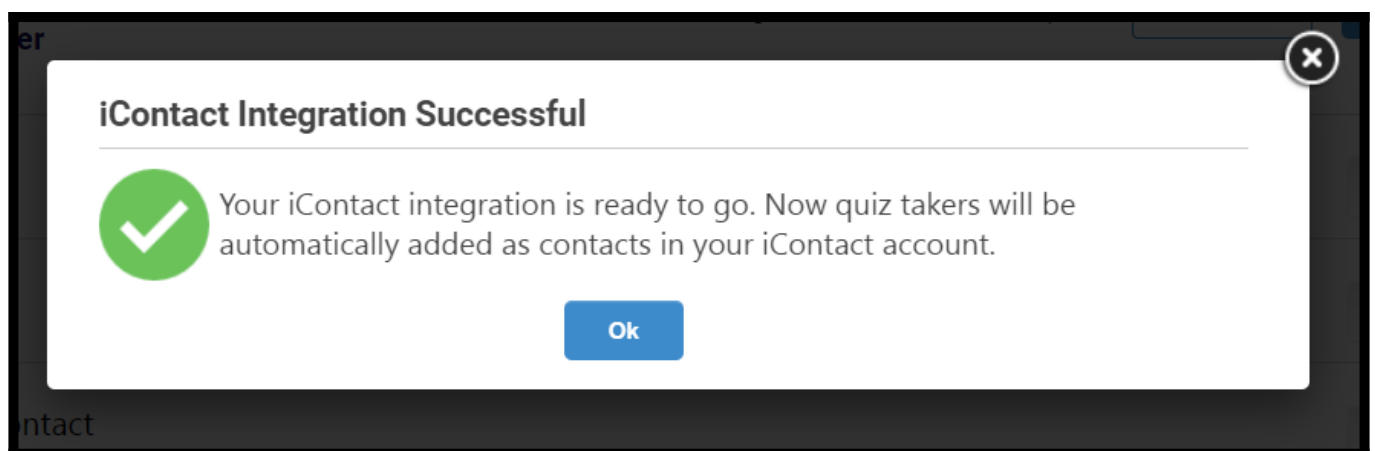 er
iContact Integration Successful
Your iContact integration is ready to go. Now quiz takers will be
automatically added as contacts in your iContact account.
Ok
ontact